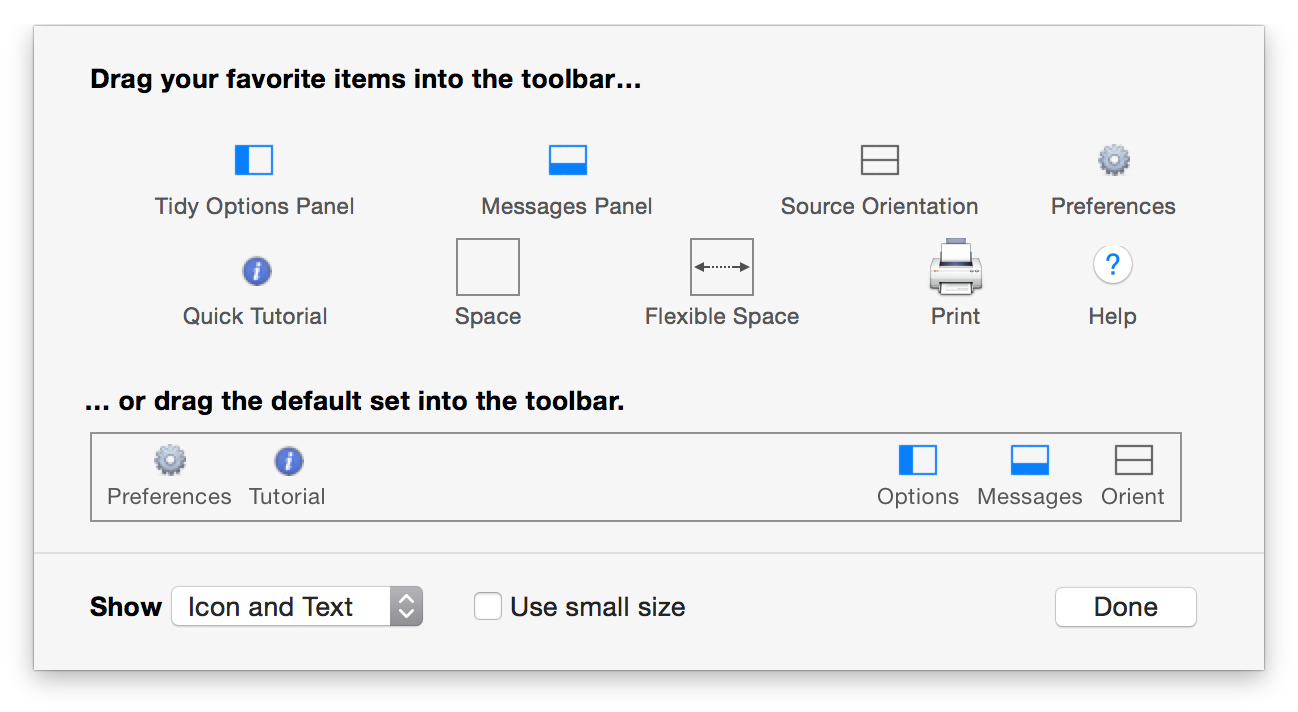 Drag your favorite items into the toolbar…
Tidy Options Panel Messages Panel Source Orientation Preferences
?
Quick Tutorial Space Flexible Space Print Help
… or drag the default set into the toolbar.
Preferences Tutorial Options Messages Orient
Show Icon and Text Use small size Done